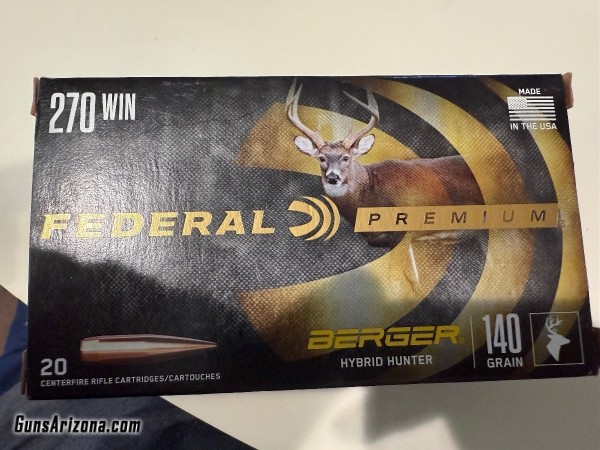 270 WIN
MADE
IN THE USA
FEDERAL PREMIUM
BERGER®
HYBRID HUNTER
140
GRAIN
20
CENTERFIRE RIFLE CARTRIDGES/CARTOUCHES
GunsArizona.com